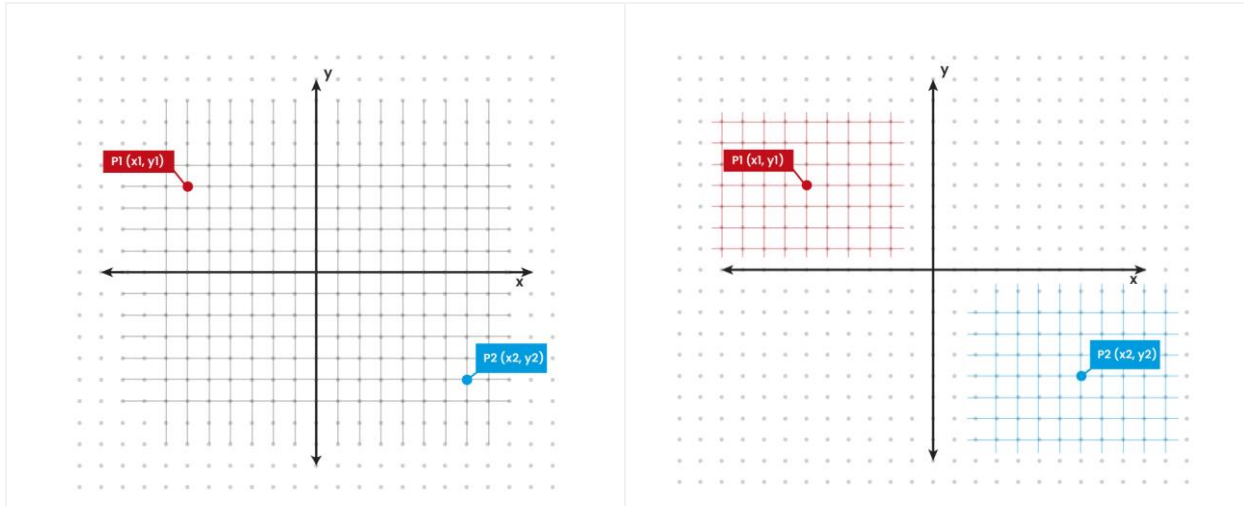 y
P1 (x1, y1)
x
P2 (x2, y2)
y
P1 (x1, y1)
x
P2 (x2, y2)